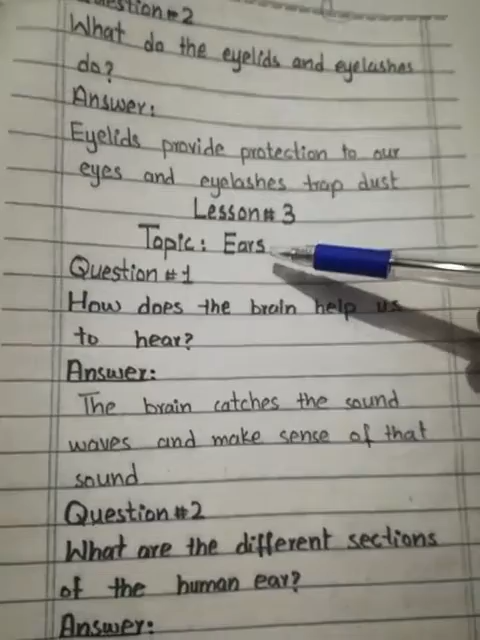 Question#2
What do the eyelids and eyelashes
do?
Answer:
Eyelids provide protection to our
eyes and eyelashes trap dust
Lesson# 3
Topic: Ears
Question #1
How does the brain help us
to hear?
Answer:
The brain catches the sound
waves and make sense of that
sound
Question#2
What are the different sections
of the human ear?
Answer: